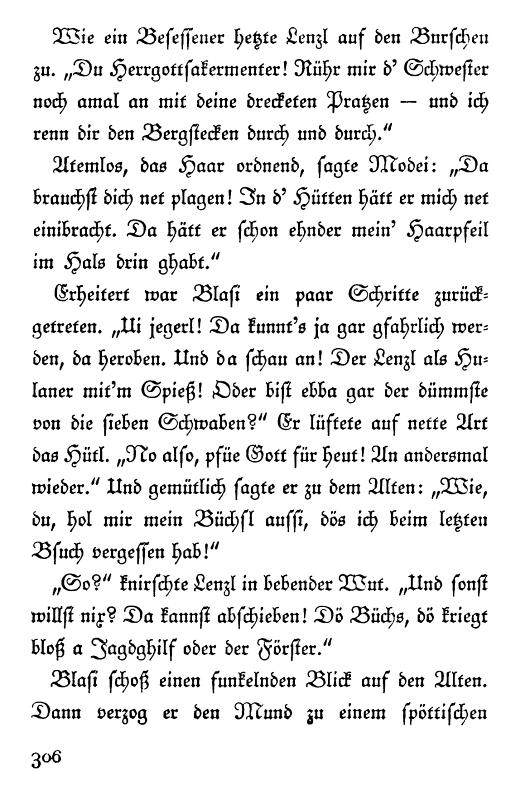 Wie ein Besessener hetzte Lenzl auf den Burschen
zu. „Du Herrgottsakermenter! Rühr mir d' Schwester
noch amal an mit deine drecketen Pratzen — und ich
renn dir den Bergstecken durch und durch.“
Atemlos, das Haar ordnend, sagte Modei: „Da
brauchst dich net plagen! In d' Hütten hätt er mich net
einibracht. Da hätt er schon ehnder mein' Haarpfeil
im Hals drin ghabt.“
Erheitert war Blasi ein paar Schritte zurück-
getreten. „Ui jegerl! Da kunnt's ja gar gfahrlich wer-
den, da heroben. Und da schau an! Der Lenzl als Hu-
laner mit'm Spieß! Oder bist ebba gar der dümmste
von die sieben Schwaben?“ Er lüftete auf nette Art
das Hütl. „No also, pfüe Gott für heut! An andersmal
wieder.“ Und gemütlich sagte er zu dem Alten: „Wie,
du, hol mir mein Büchsl aussi, dös ich beim letzten
Bsuch vergessen hab!“
„So?“ knirschte Lenzl in bebender Wut. „Und sonst
willst nix? Da kannst abschieben! Dö Büchs, dö kriegt
bloß a Jagdghilf oder der Förster.“
Blasi schoß einen funkelnden Blick auf den Alten.
Dann verzog er den Mund zu einem spöttischen
306